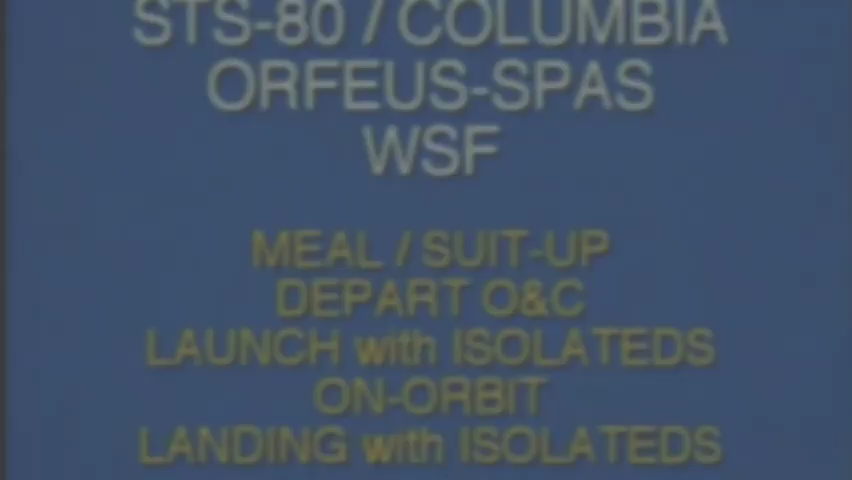 STS-80 / COLUMBIA
ORFEUS-SPAS
WSF
MEAL / SUIT-UP
DEPART O&C
LAUNCH with ISOLATEDS
ON-ORBIT
LANDING with ISOLATEDS